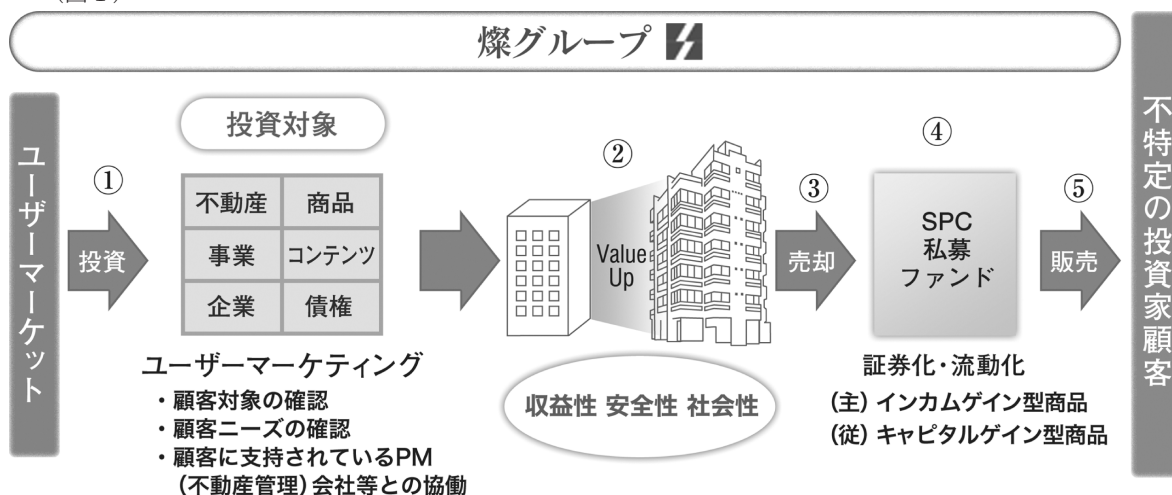 燦グループ
ユーザーマーケット
①
投資
投資対象
不動産
商品
事業
コンテンツ
企業
債権
ユーザーマーケティング
・顧客対象の確認
・顧客ニーズの確認
・顧客に支持されているPM
(不動産管理)会社等との協働
②
Value
Up
収益性 安全性 社会性
③
売却
④
SPC
私募
ファンド
証券化・流動化
(主)インカムゲイン型商品
(従)キャピタルゲイン型商品
⑤
販売
不特定の投資家顧客